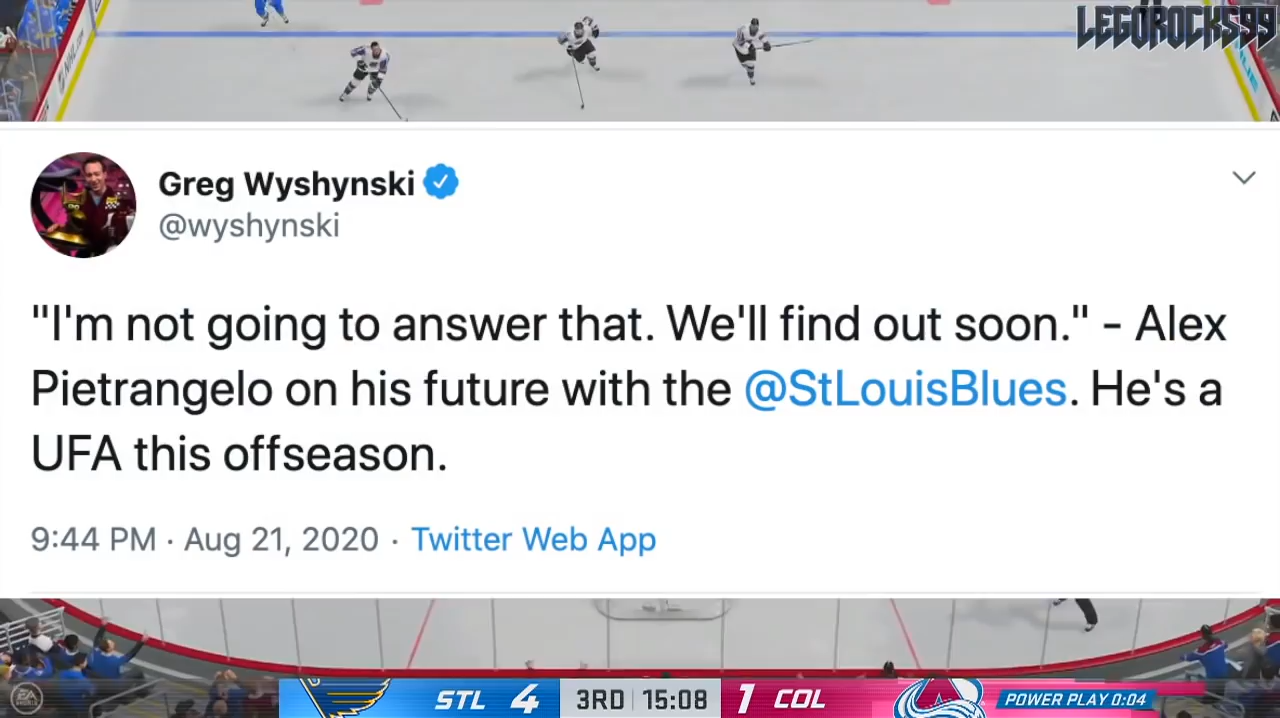 LEGOROCKS99
Greg Wyshynski
@wyshynski
"I'm not going to answer that. We'll find out soon." - Alex
Pietrangelo on his future with the @StLouisBlues. He's a
UFA this offseason.
9:44 PM · Aug 21, 2020 · Twitter Web App
STL 4 3RD 15:08 1 COL POWER PLAY 0:04